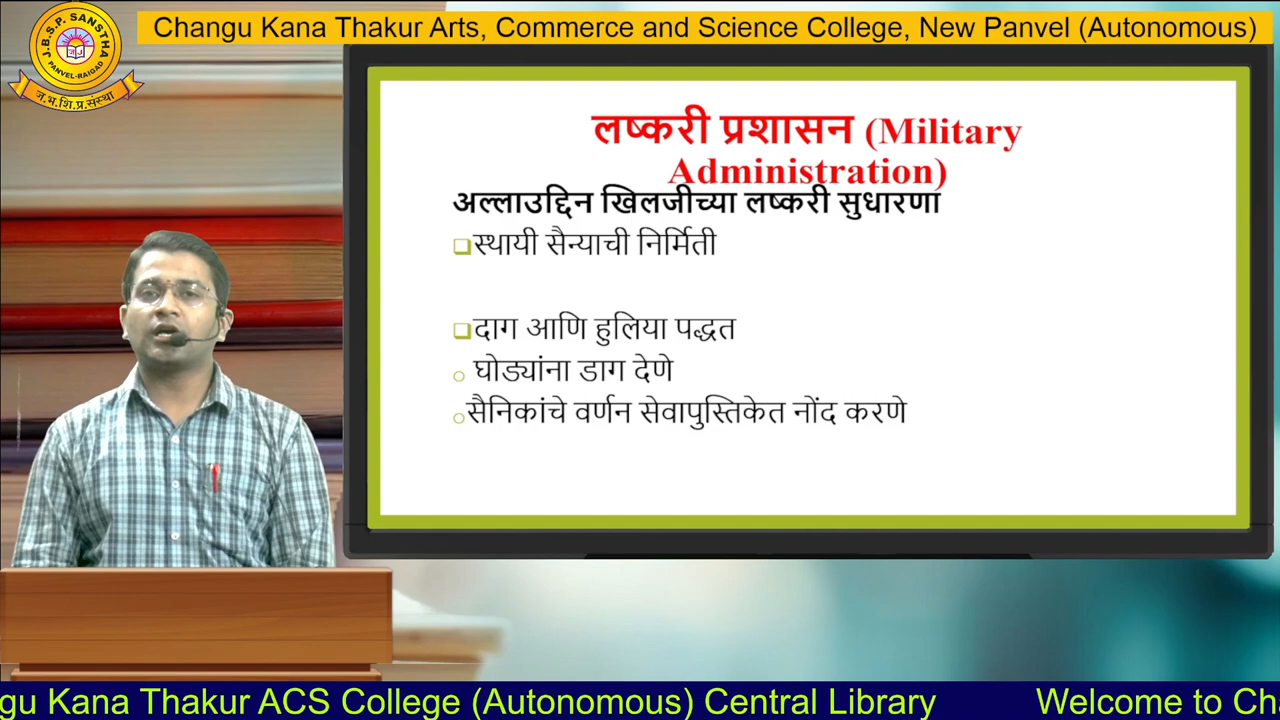 Changu Kana Thakur Arts, Commerce and Science College, New Panvel (Autonomous)
J.B.S.P. SANSTHA
PANVEL-RAIGAD
ज.भ.शि.प्र.संस्था
लष्करी प्रशासन (Military
Administration)
अल्लाउद्दिन खिलजीच्या लष्करी सुधारणा
स्थायी सैन्याची निर्मिती
दाग आणि हुलिया पद्धत
घोड्यांना डाग देणे
सैनिकांचे वर्णन सेवापुस्तिकेत नोंद करणे
gu Kana Thakur ACS College (Autonomous) Central Library Welcome to Cha